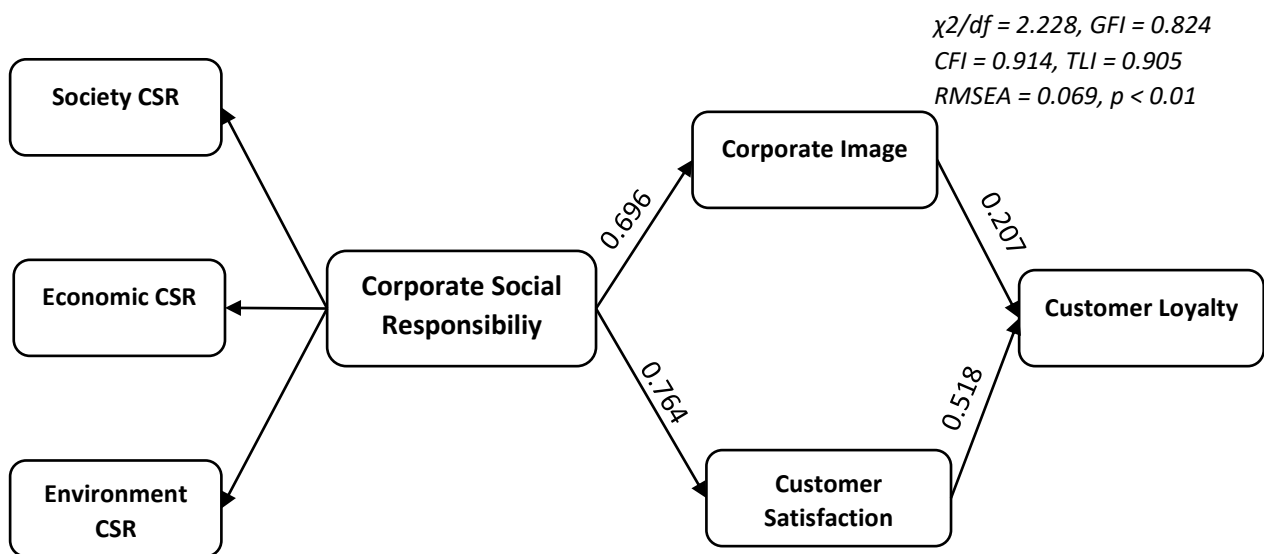 χ2/df = 2.228, GFI = 0.824
CFI = 0.914, TLI = 0.905
RMSEA = 0.069, p < 0.01
Society CSR
Economic CSR
Environment
CSR
Corporate Social
Responsibiliy
0.696
0.764
Corporate Image
Customer
Satisfaction
0.207
0.518
Customer Loyalty